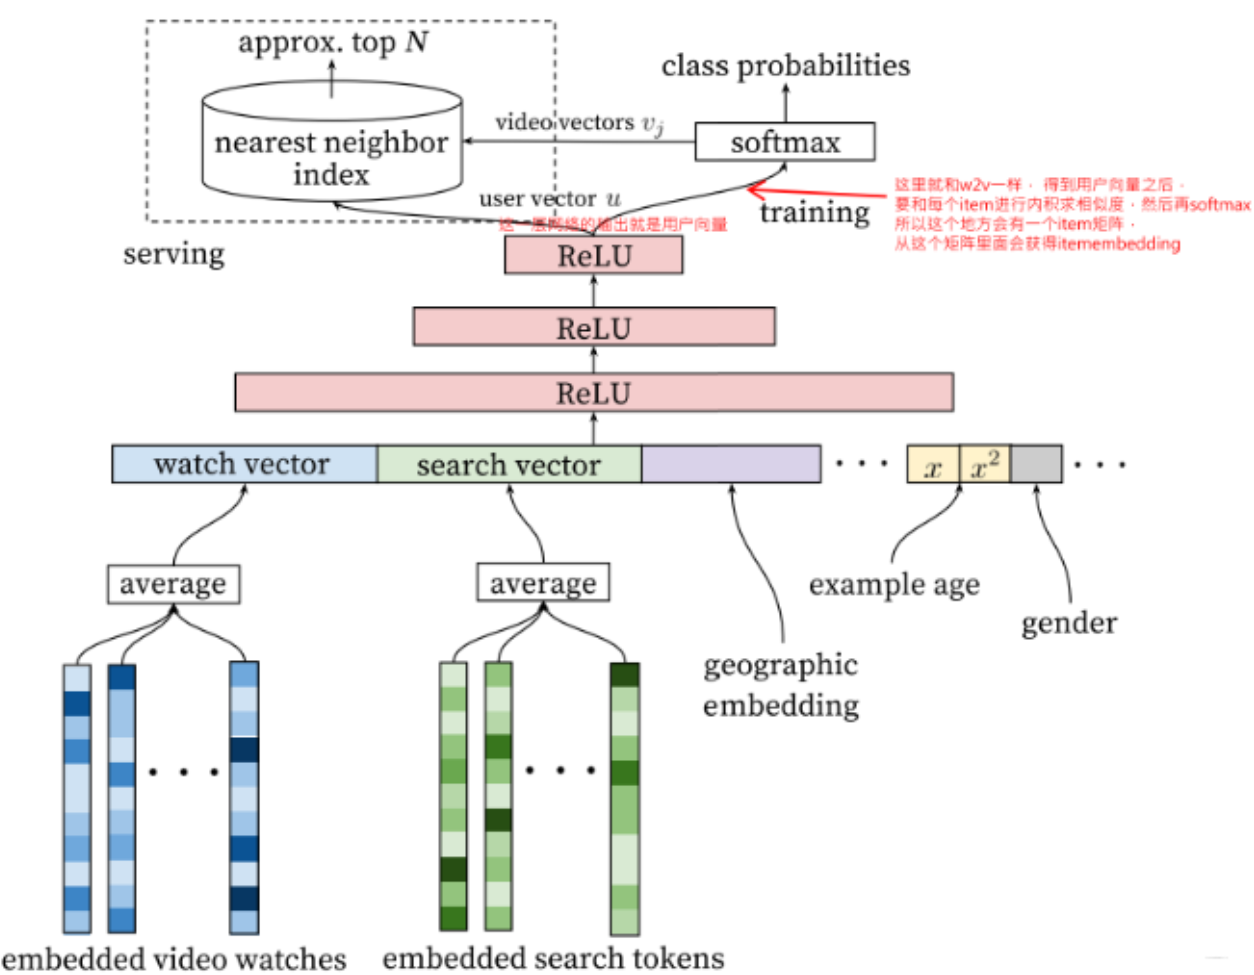 approx. top N
class probabilities
nearest neighbor
index
video vectors vⱼ
softmax
user vector u
这一层网络的输出就是用户向量
training
这里就和w2v一样，得到用户向量之后，
要和每个item进行内积求相似度，然后再softmax
所以这个地方会有一个item矩阵，
从这个矩阵里面会获得itemembedding
serving
ReLU
ReLU
ReLU
watch vector
search vector
. . .
x
x²
. . .
average
average
example age
gender
geographic
embedding
. . .
. . .
embedded video watches
embedded search tokens